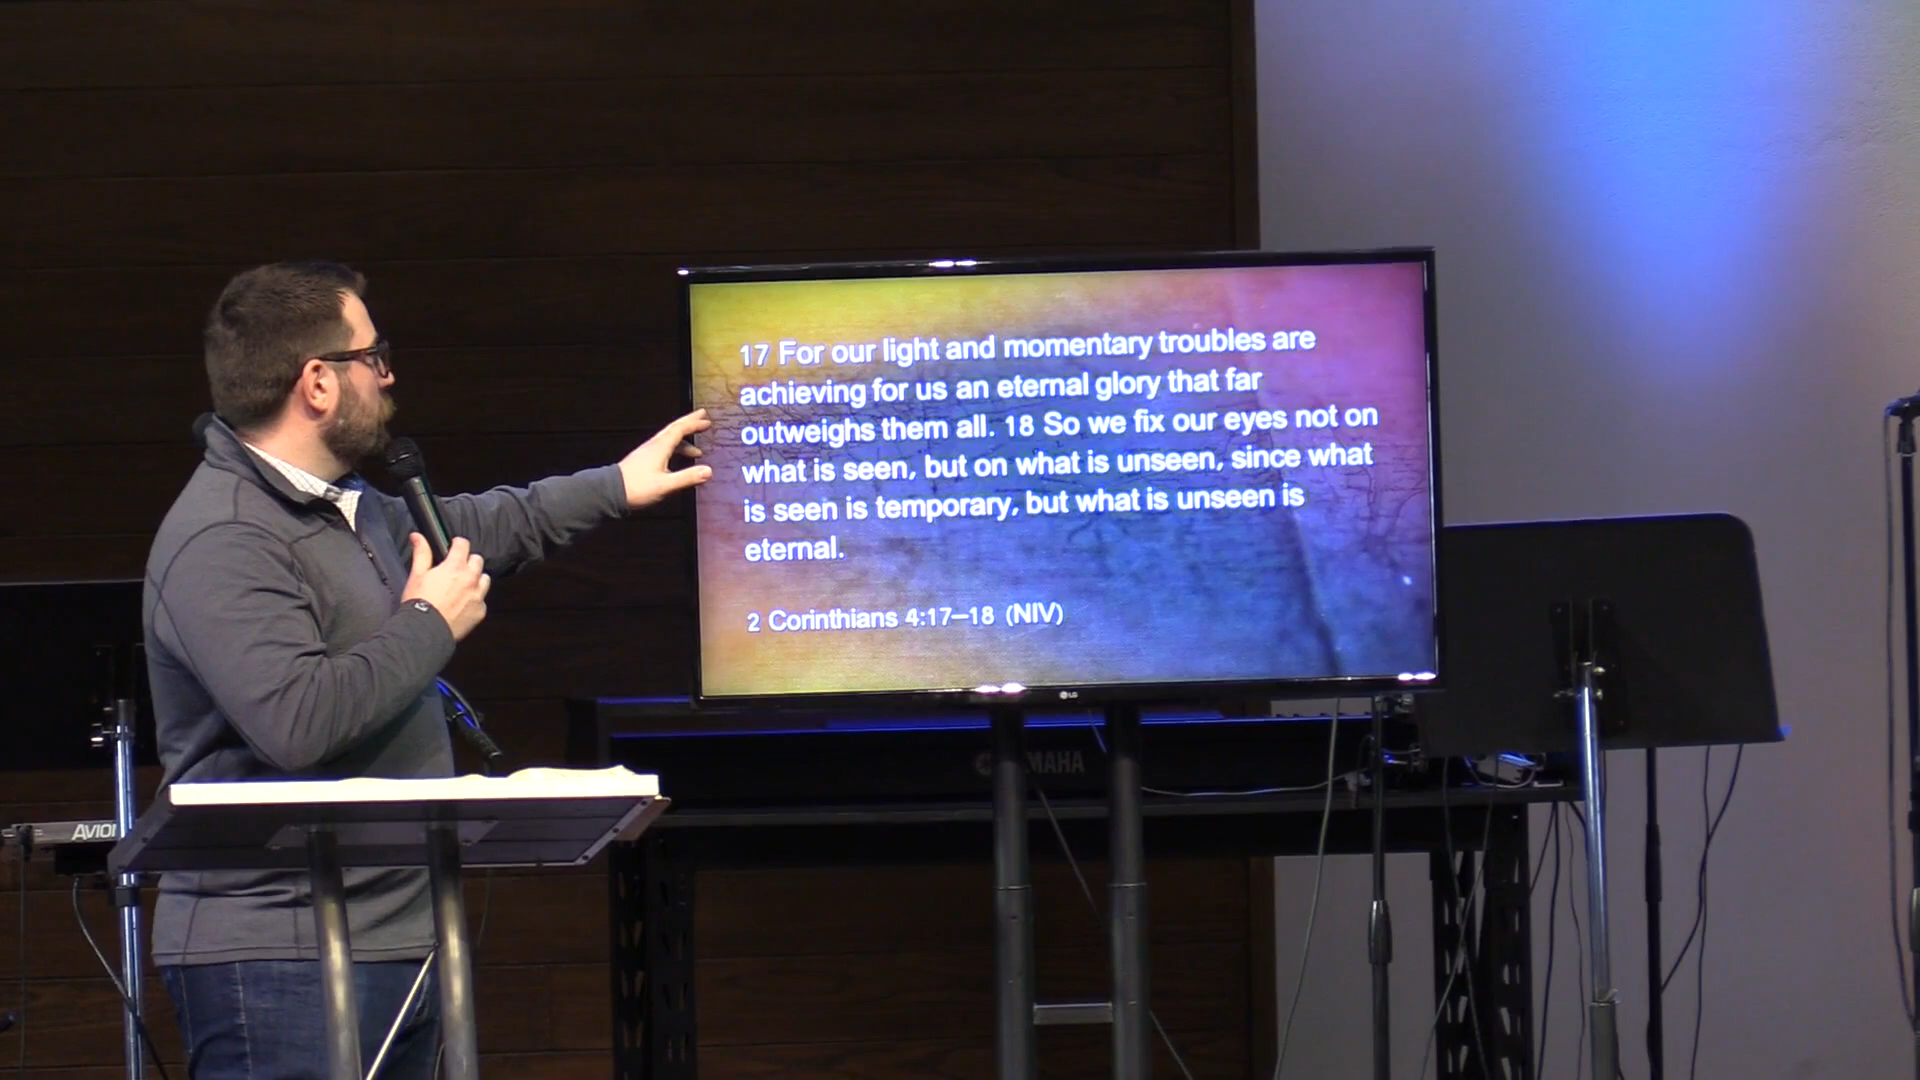 17 For our light and momentary troubles are
achieving for us an eternal glory that far
outweighs them all. 18 So we fix our eyes not on
what is seen, but on what is unseen, since what
is seen is temporary, but what is unseen is
eternal.
2 Corinthians 4:17–18 (NIV)
LG
MAHA
AVIO